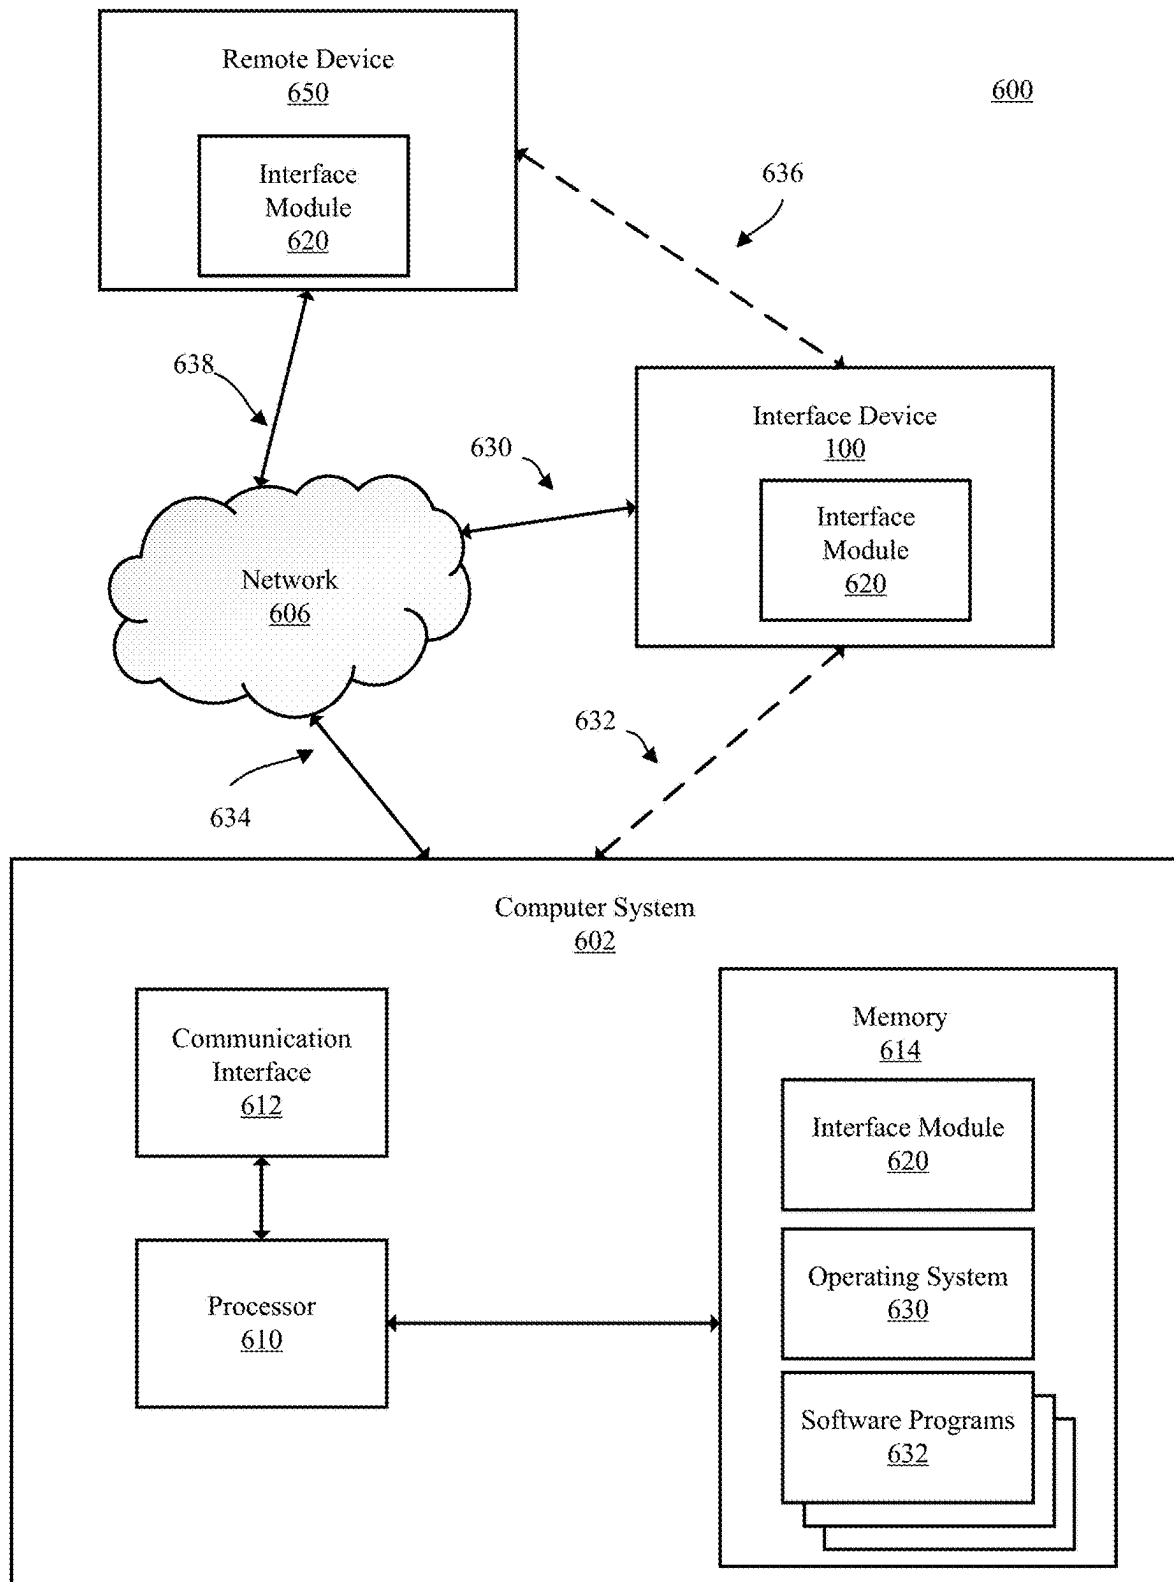 Remote Device
650
600
Interface
Module
620
636
638
Interface Device
100
630
Interface
Module
620
Network
606
632
634
Computer System
602
Communication
Interface
612
Memory
614
Interface Module
620
Processor
610
Operating System
630
Software Programs
632